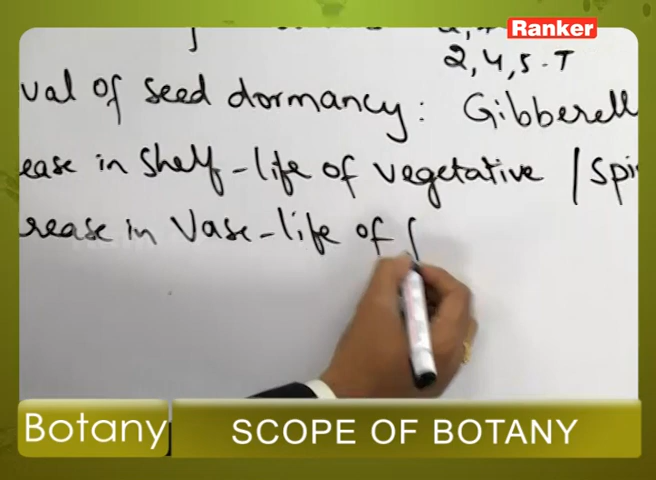 Ranker
2,4,5-T
val of seed dormancy: Gibberell
ease in shelf-life of vegetative / Spi
rease in Vase-life of f
Botany
SCOPE OF BOTANY